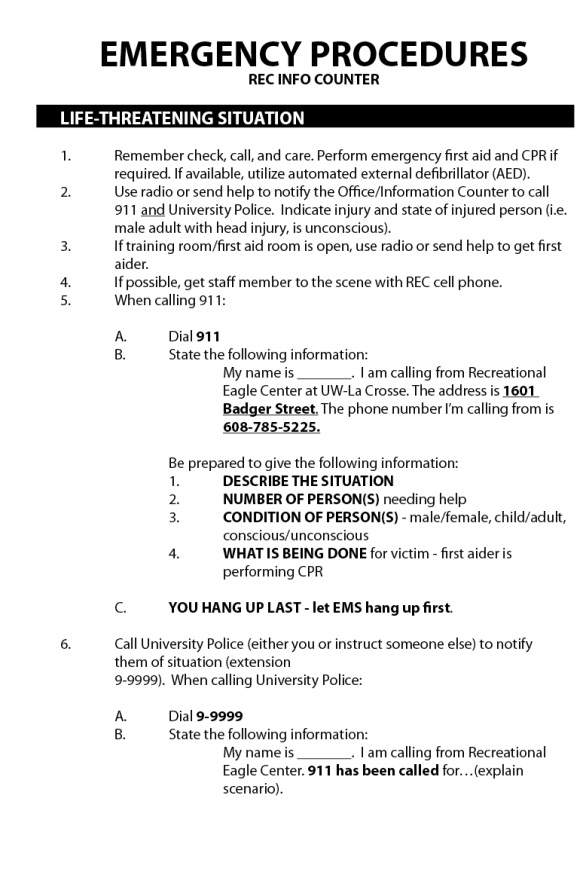 EMERGENCY PROCEDURES
REC INFO COUNTER
LIFE-THREATENING SITUATION
1. Remember check, call, and care. Perform emergency first aid and CPR if
required. If available, utilize automated external defibrillator (AED).
2. Use radio or send help to notify the Office/Information Counter to call
911 and University Police.  Indicate injury and state of injured person (i.e.
male adult with head injury, is unconscious).
3. If training room/first aid room is open, use radio or send help to get first
aider.
4. If possible, get staff member to the scene with REC cell phone.
5. When calling 911:
A. Dial 911
B. State the following information:
My name is _______.  I am calling from Recreational
Eagle Center at UW-La Crosse. The address is 1601
Badger Street. The phone number I'm calling from is
608-785-5225.
Be prepared to give the following information:
1. DESCRIBE THE SITUATION
2. NUMBER OF PERSON(S) needing help
3. CONDITION OF PERSON(S) - male/female, child/adult,
conscious/unconscious
4. WHAT IS BEING DONE for victim - first aider is
performing CPR
C. YOU HANG UP LAST - let EMS hang up first.
6. Call University Police (either you or instruct someone else) to notify
them of situation (extension
9-9999).  When calling University Police:
A. Dial 9-9999
B. State the following information:
My name is _______.  I am calling from Recreational
Eagle Center. 911 has been called for…(explain
scenario).